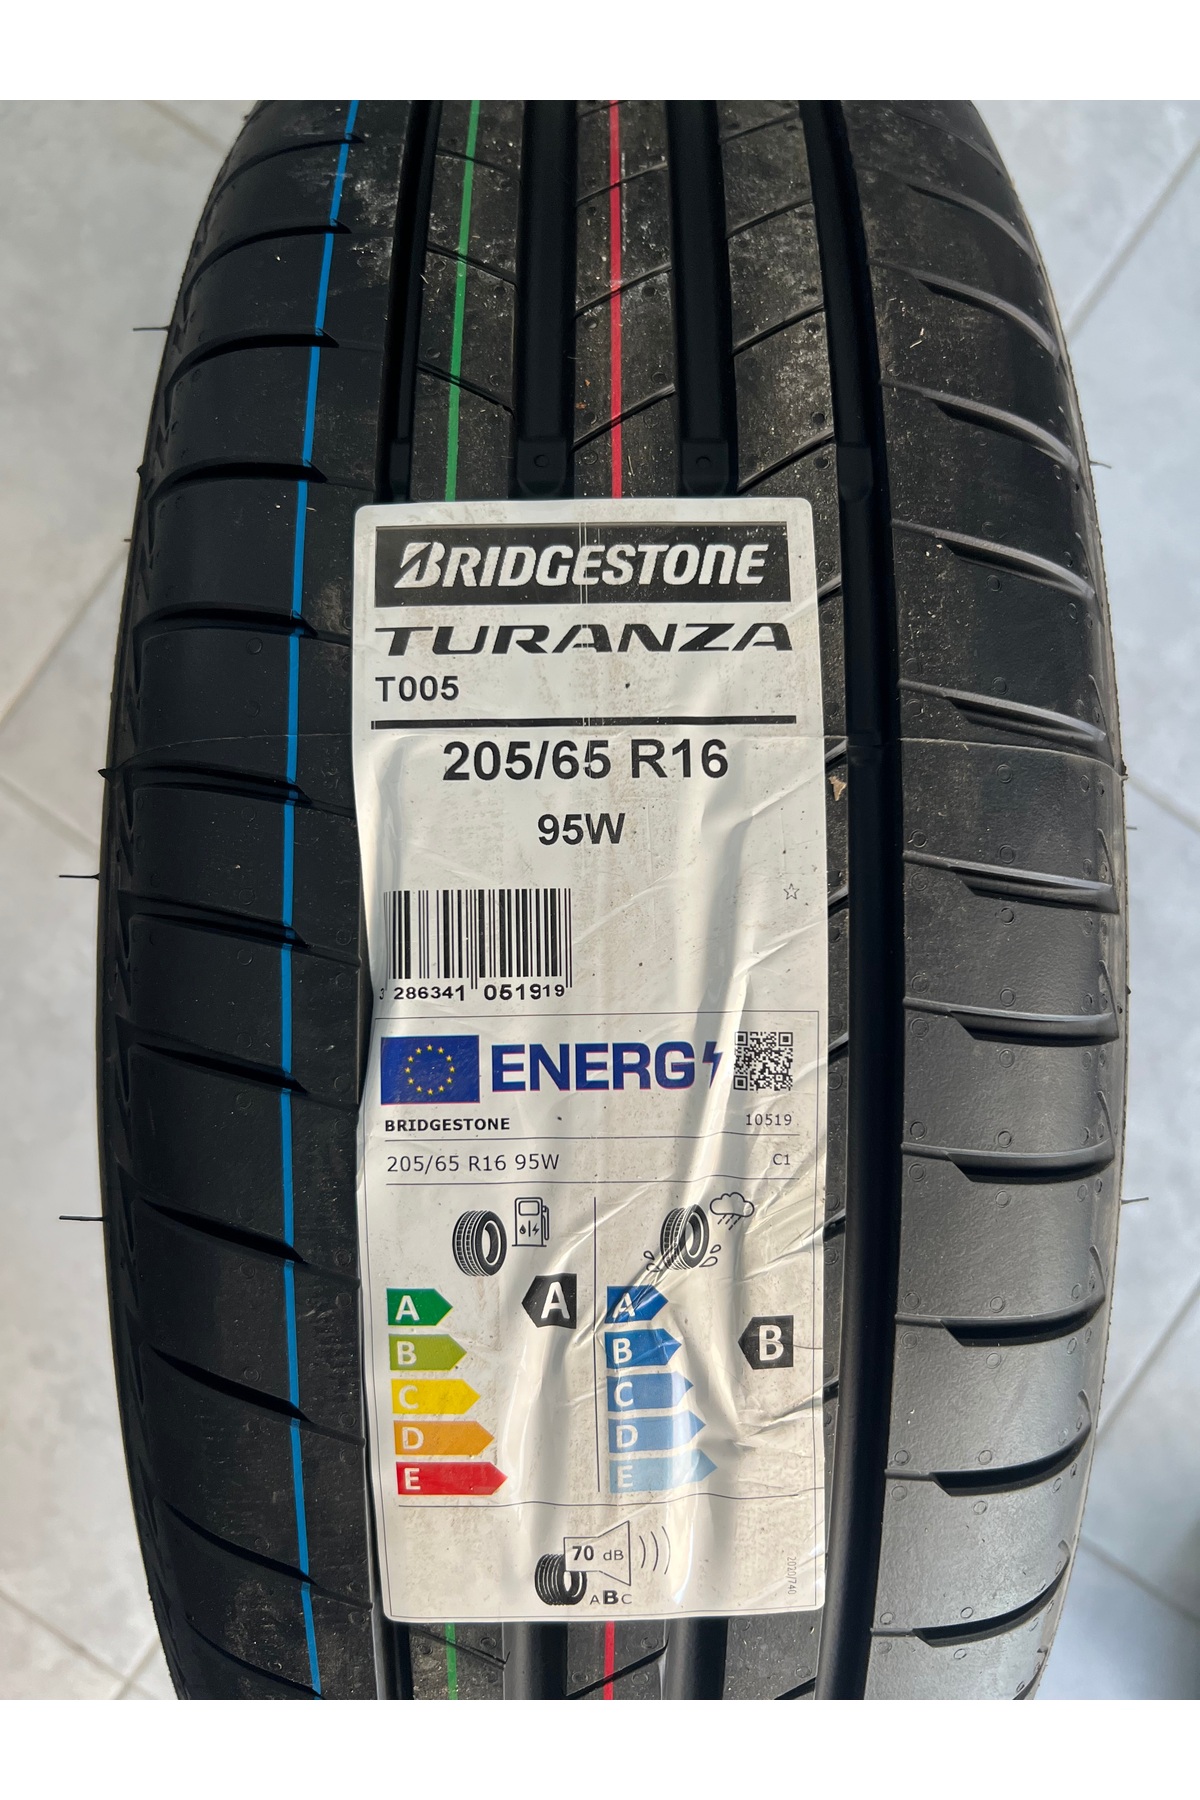 BRIDGESTONE
TURANZA
T005
205/65 R16
95W
3 286341 051919
ENERG
BRIDGESTONE 10519
205/65 R16 95W C1
A A A
B B B
C C
D D
E E
70 dB
ABC
2020/740